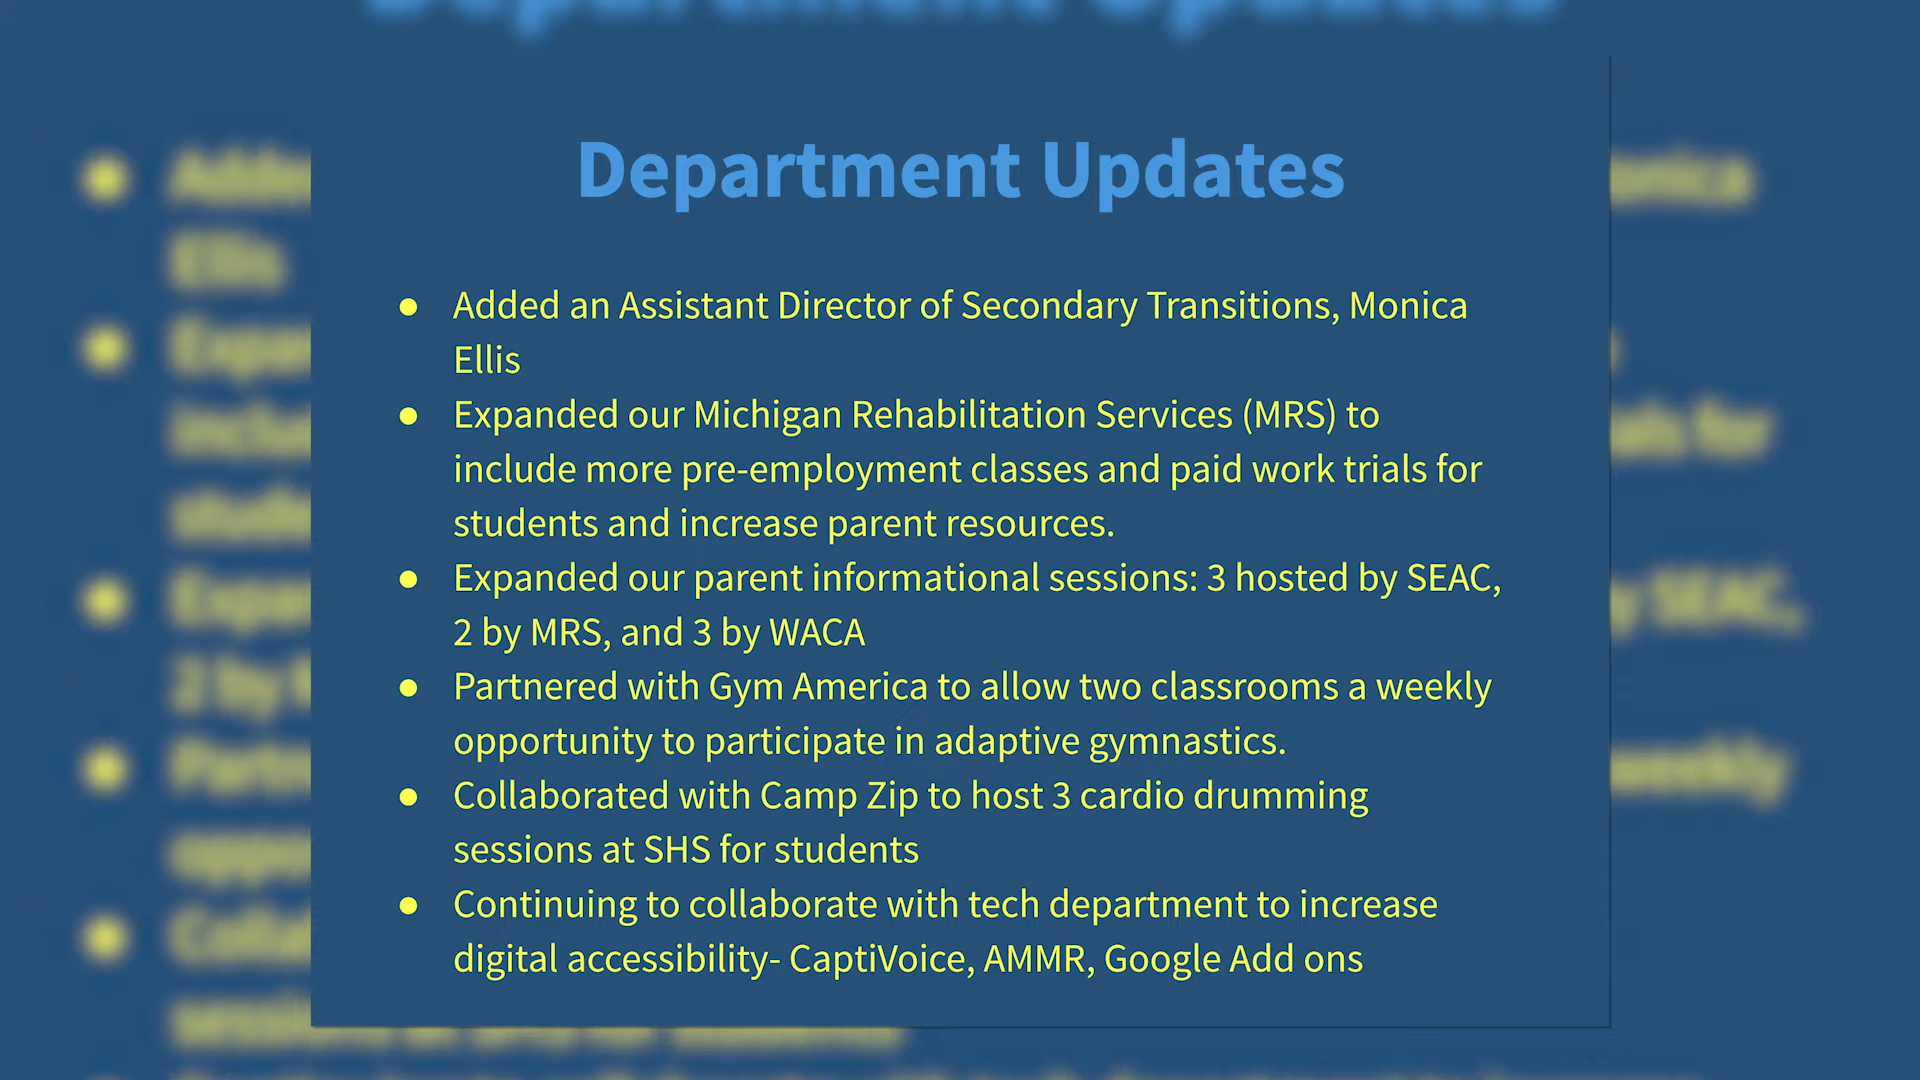 Department Updates
● Added an Assistant Director of Secondary Transitions, Monica
Ellis
● Expanded our Michigan Rehabilitation Services (MRS) to
include more pre-employment classes and paid work trials for
students and increase parent resources.
● Expanded our parent informational sessions: 3 hosted by SEAC,
2 by MRS, and 3 by WACA
● Partnered with Gym America to allow two classrooms a weekly
opportunity to participate in adaptive gymnastics.
● Collaborated with Camp Zip to host 3 cardio drumming
sessions at SHS for students
● Continuing to collaborate with tech department to increase
digital accessibility- CaptiVoice, AMMR, Google Add ons